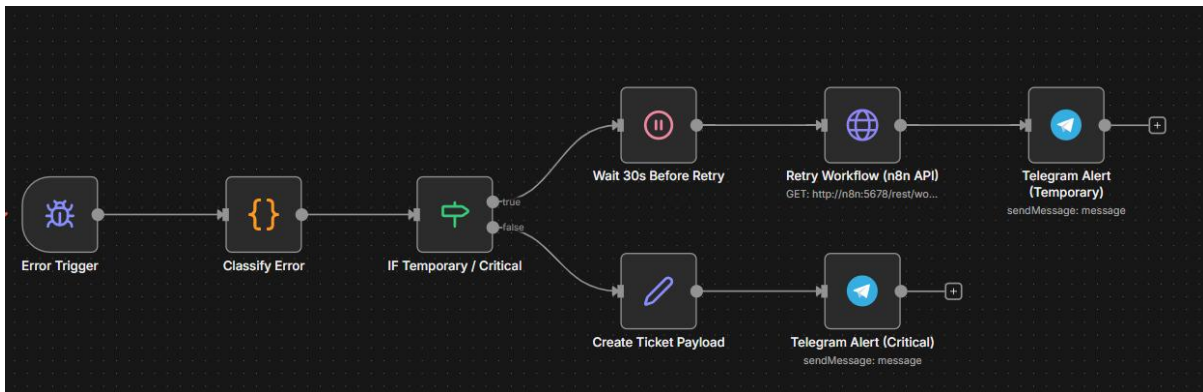 Error Trigger
Classify Error
IF Temporary / Critical
true
false
Wait 30s Before Retry
Retry Workflow (n8n API)
GET: http://n8n:5678/rest/wo...
Telegram Alert
(Temporary)
sendMessage: message
Create Ticket Payload
Telegram Alert (Critical)
sendMessage: message